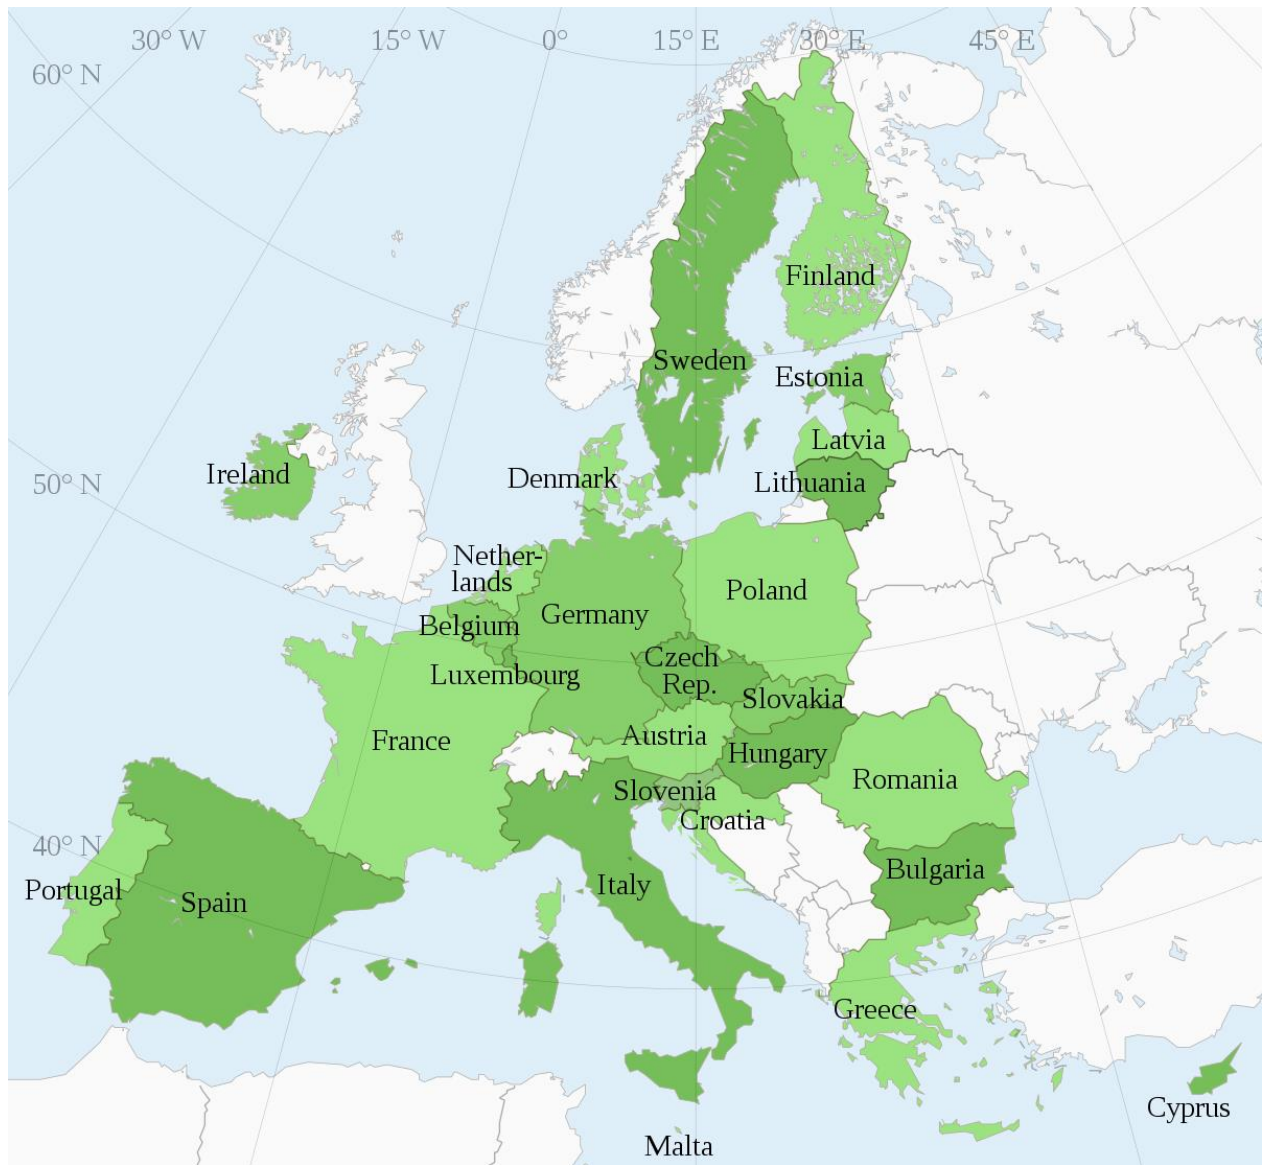 30° W
15° W
0°
15° E
30° E
45° E
60° N
Finland
Sweden
Estonia
Latvia
Ireland
Denmark
Lithuania
50° N
Nether-
lands
Poland
Germany
Belgium
Czech
Rep.
Luxembourg
Slovakia
France
Austria
Hungary
Romania
Slovenia
Croatia
40° N
Bulgaria
Portugal
Italy
Spain
Greece
Cyprus
Malta